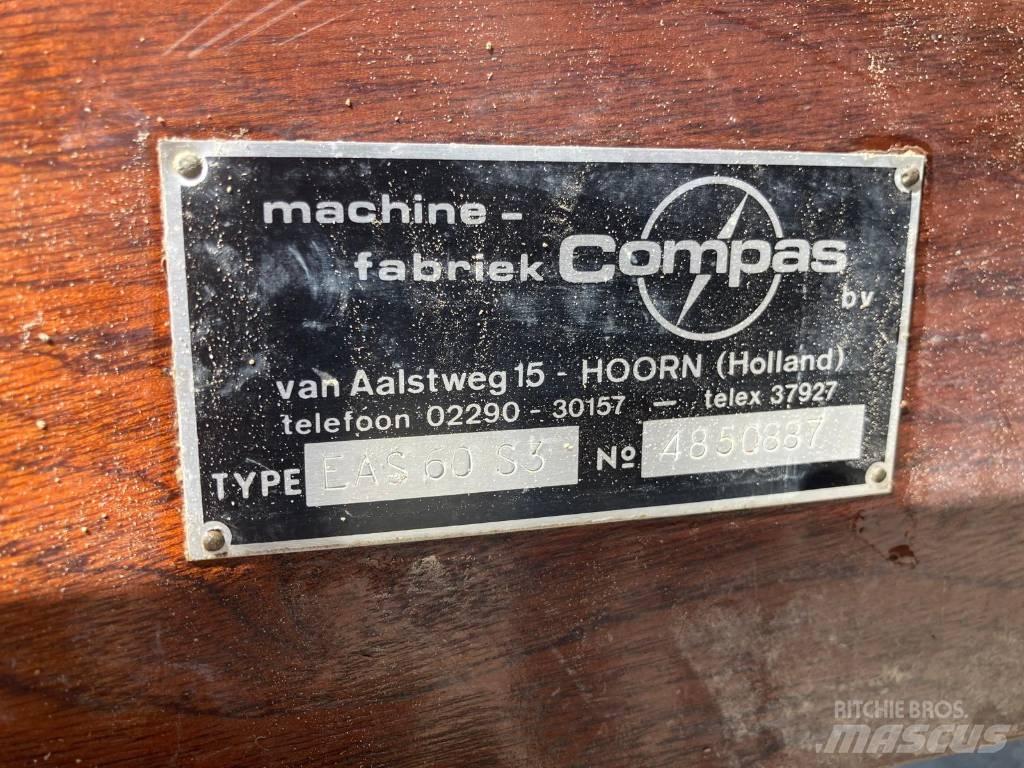 machine -
fabriek Compas bv
van Aalstweg 15 - HOORN (Holland)
telefoon 02290 - 30157 — telex 37927
TYPE EAS 60 S3 Nº 4850887
RITCHIE BROS.
MASCUS